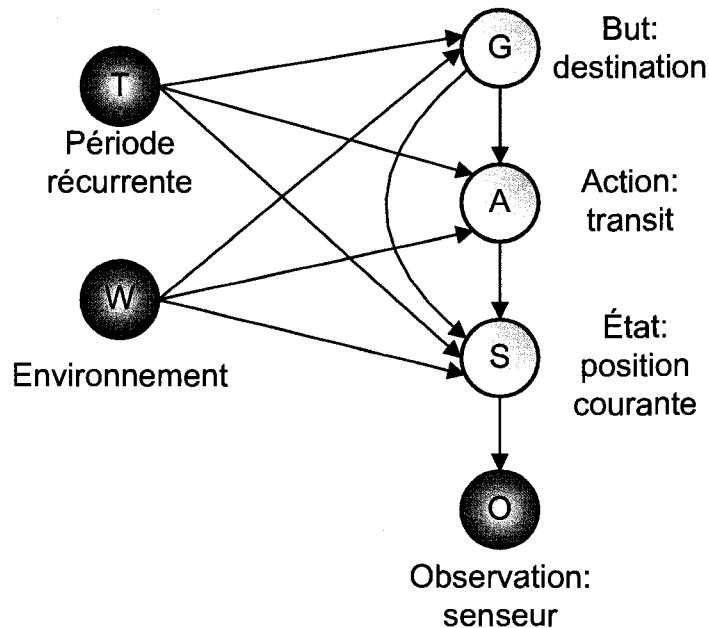 T
Période
récurrente
W
Environnement
G
But:
destination
A
Action:
transit
S
État:
position
courante
O
Observation:
senseur